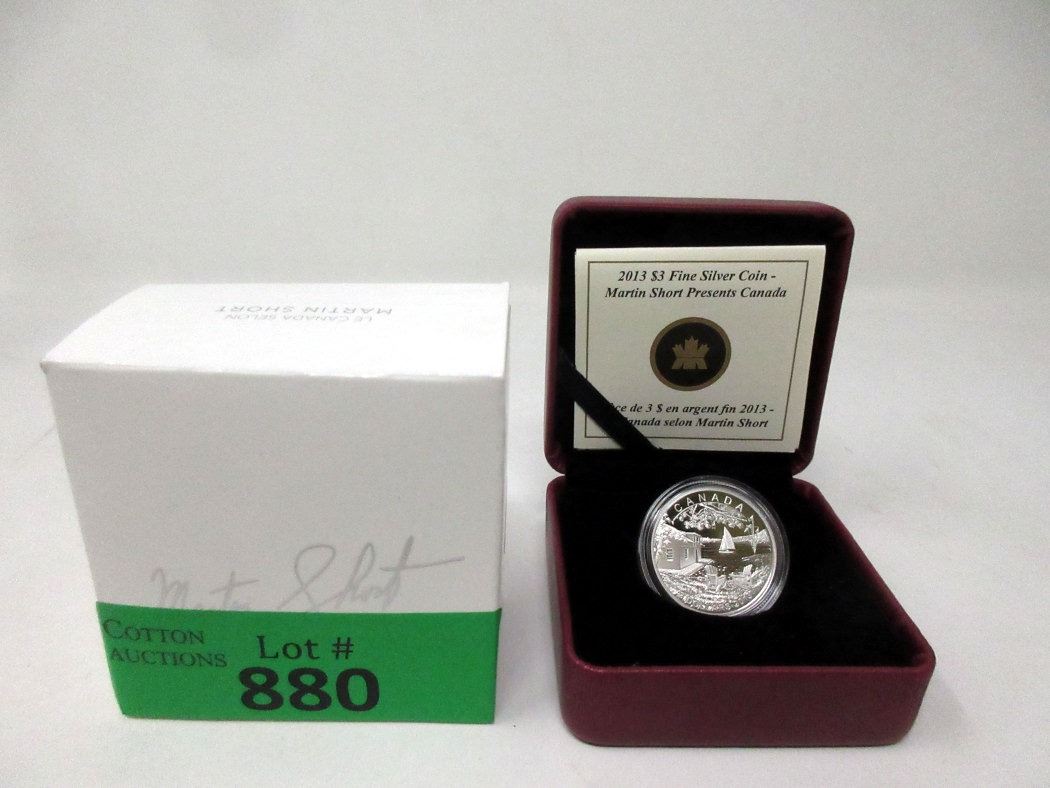 LE CANADA SELON
MARTIN SHORT
Martin Short
COTTON
AUCTIONS
Lot #
880
2013 $3 Fine Silver Coin -
Martin Short Presents Canada
de 3 $ en argent fin 2013 -
selon Martin Short
CANADA